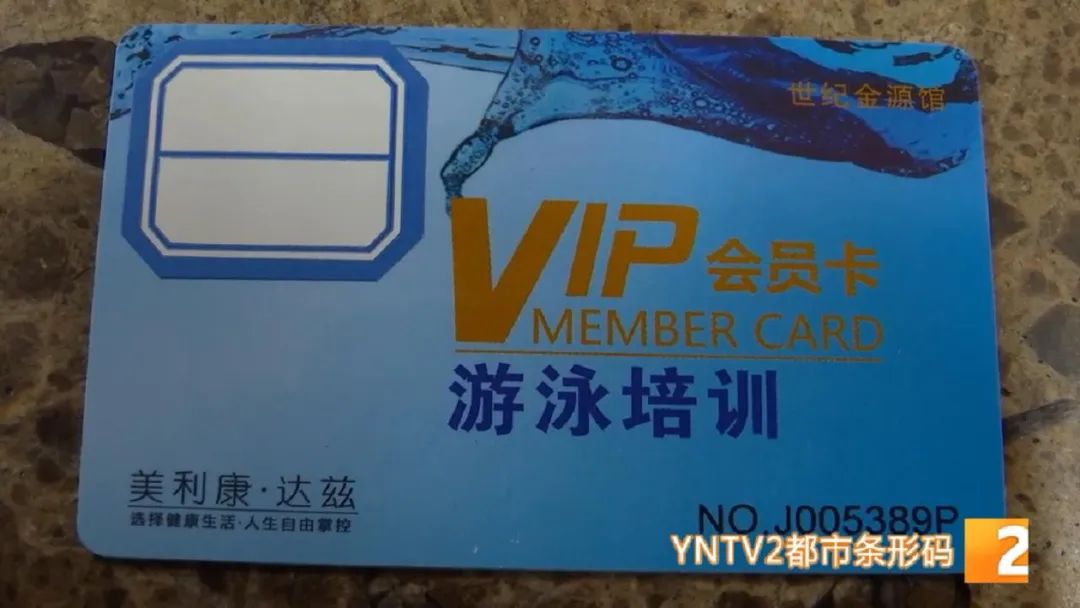 世纪金源馆
VIP 会员卡
MEMBER CARD
游泳培训
美利康·达兹
选择健康生活·人生自由掌控
NO.J005389P
YNTV2都市条形码 2